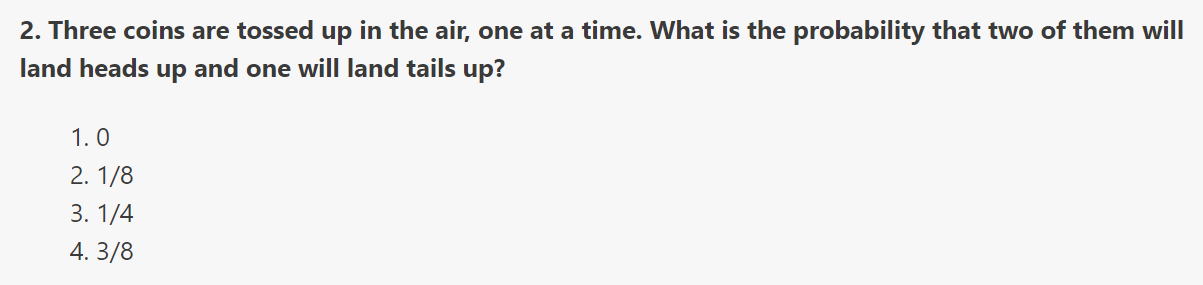 2. Three coins are tossed up in the air, one at a time. What is the probability that two of them will
land heads up and one will land tails up?
1. 0
2. 1/8
3. 1/4
4. 3/8